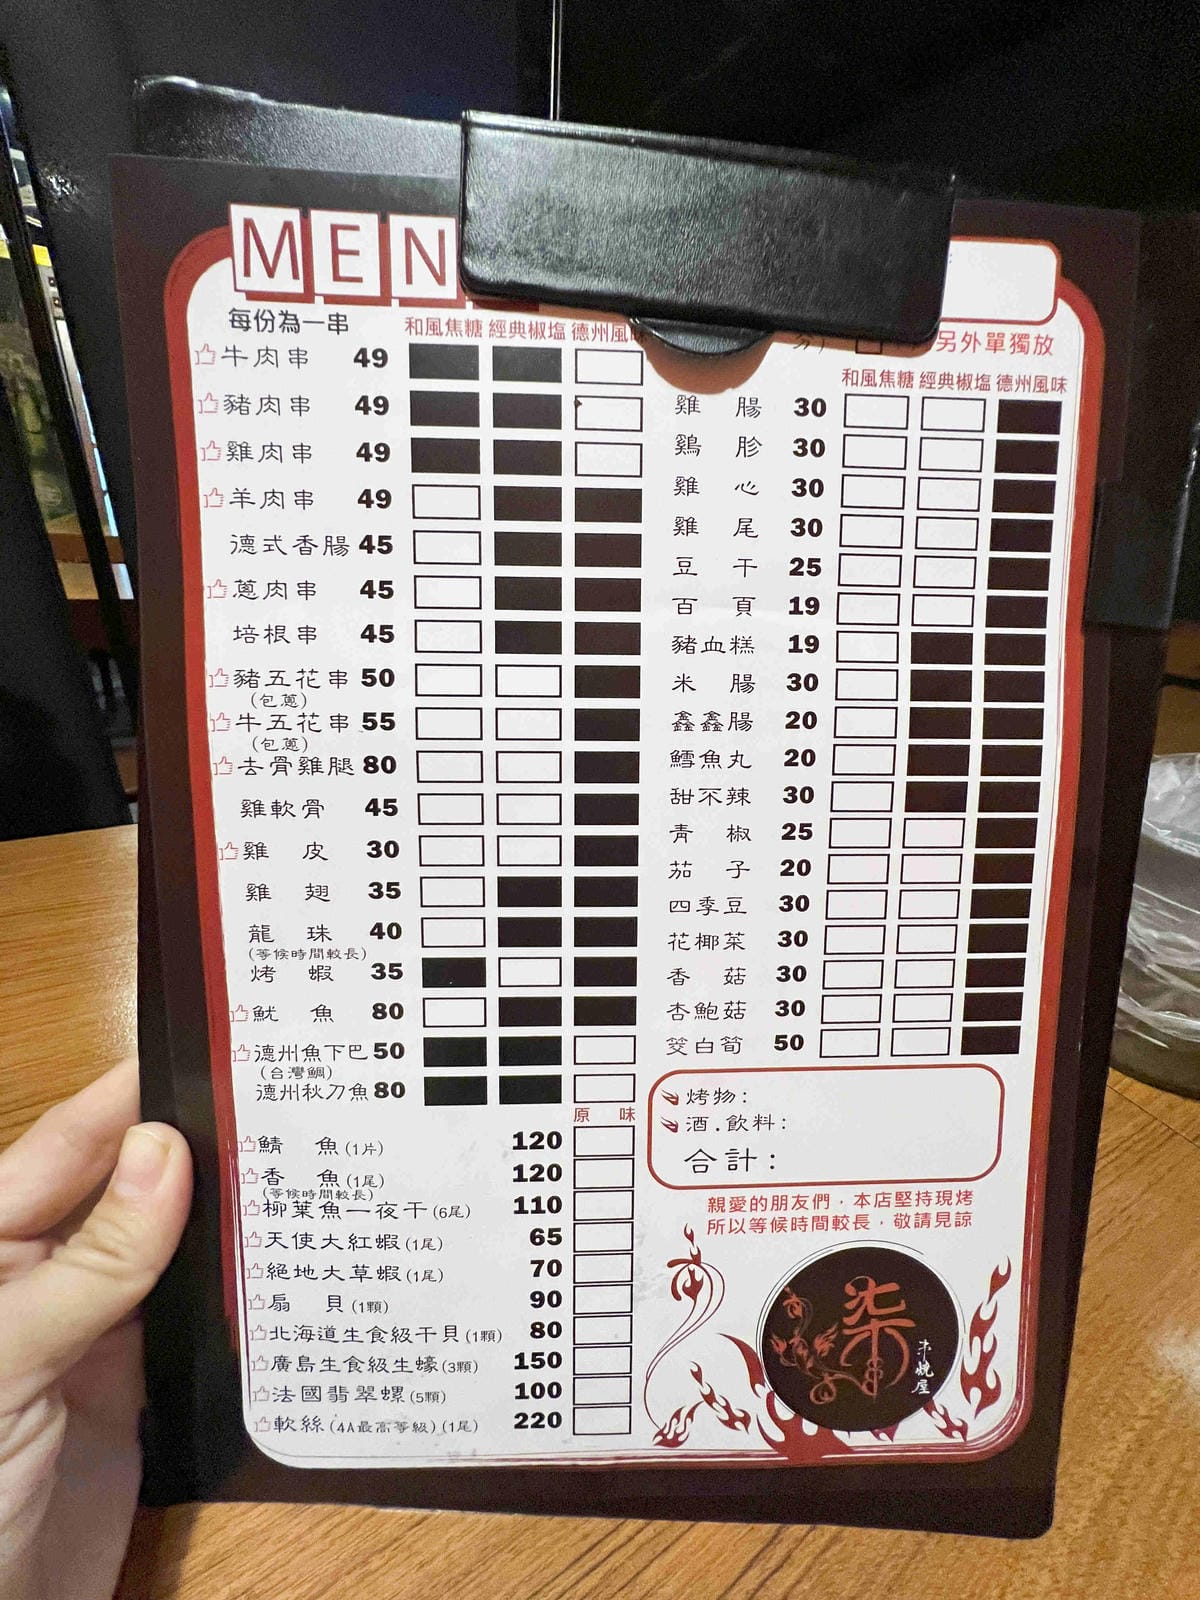 MEN
每份為一串
和風焦糖 經典椒塩 德州風味
牛肉串 49
豬肉串 49
雞肉串 49
羊肉串 49
德式香腸 45
蔥肉串 45
培根串 45
豬五花串 50
(包蔥)
牛五花串 55
(包蔥)
去骨雞腿 80
雞軟骨 45
雞皮 30
雞翅 35
龍珠 40
(等候時間較長)
烤蝦 35
魷魚 80
德州魚下巴 50
(台灣鯛)
德州秋刀魚 80
原味
鯖魚(1片) 120
香魚(1尾) 120
(等候時間較長)
柳葉魚一夜干(6尾) 110
天使大紅蝦(1尾) 65
絕地大草蝦(1尾) 70
扇貝(1顆) 90
北海道生食級干貝(1顆) 80
廣島生食級生蠔(3顆) 150
法國翡翠螺(5顆) 100
軟絲(4A最高等級)(1尾) 220
另外單獨放
和風焦糖 經典椒塩 德州風味
雞腸 30
鷄胗 30
雞心 30
雞尾 30
豆干 25
百頁 19
豬血糕 19
米腸 30
鑫鑫腸 20
鱈魚丸 20
甜不辣 30
青椒 25
茄子 20
四季豆 30
花椰菜 30
香菇 30
杏鮑菇 30
筊白筍 50
烤物：
酒.飲料：
合計：
親愛的朋友們，本店堅持現烤
所以等候時間較長，敬請見諒
柒
串燒屋